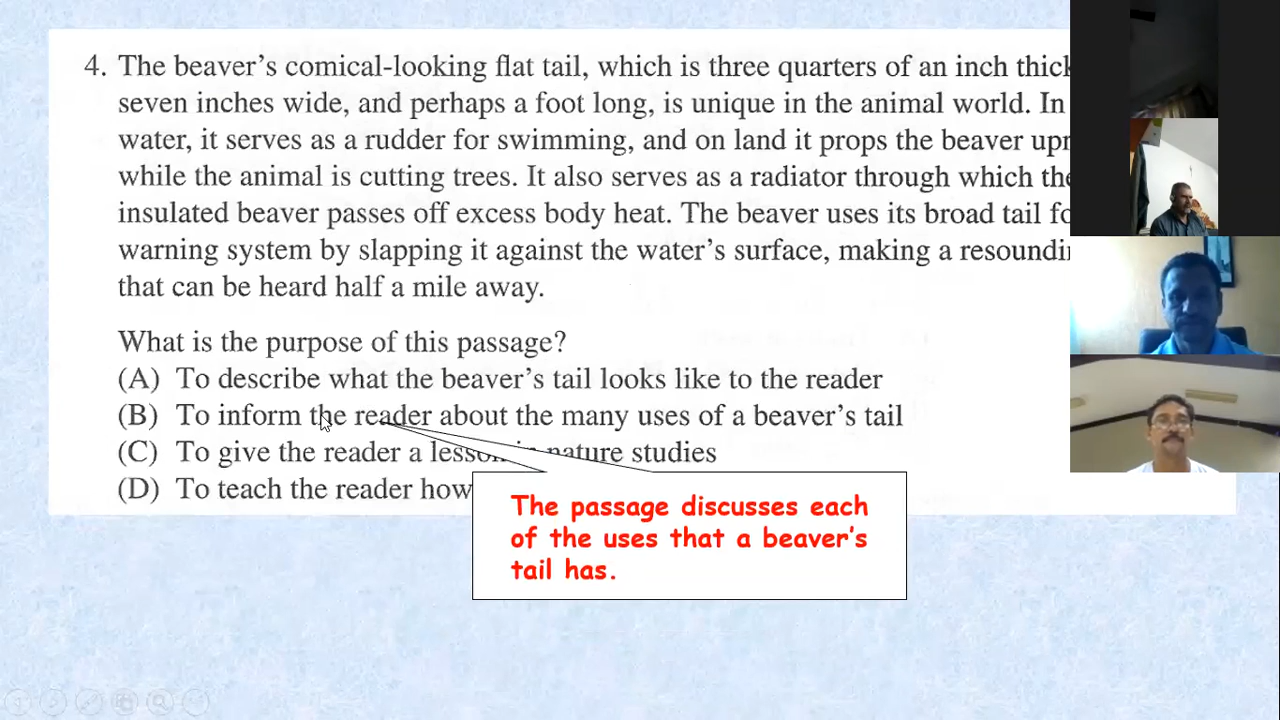 4. The beaver's comical-looking flat tail, which is three quarters of an inch thick
seven inches wide, and perhaps a foot long, is unique in the animal world. In
water, it serves as a rudder for swimming, and on land it props the beaver
while the animal is cutting trees. It also serves as a radiator through which
insulated beaver passes off excess body heat. The beaver uses its broad tail
warning system by slapping it against the water's surface, making a
that can be heard half a mile away.
What is the purpose of this passage?
(A) To describe what the beaver's tail looks like to the reader
(B) To inform the reader about the many uses of a beaver's tail
(C) To give the reader a lesson in nature studies
(D) To teach the reader how
The passage discusses each
of the uses that a beaver's
tail has.